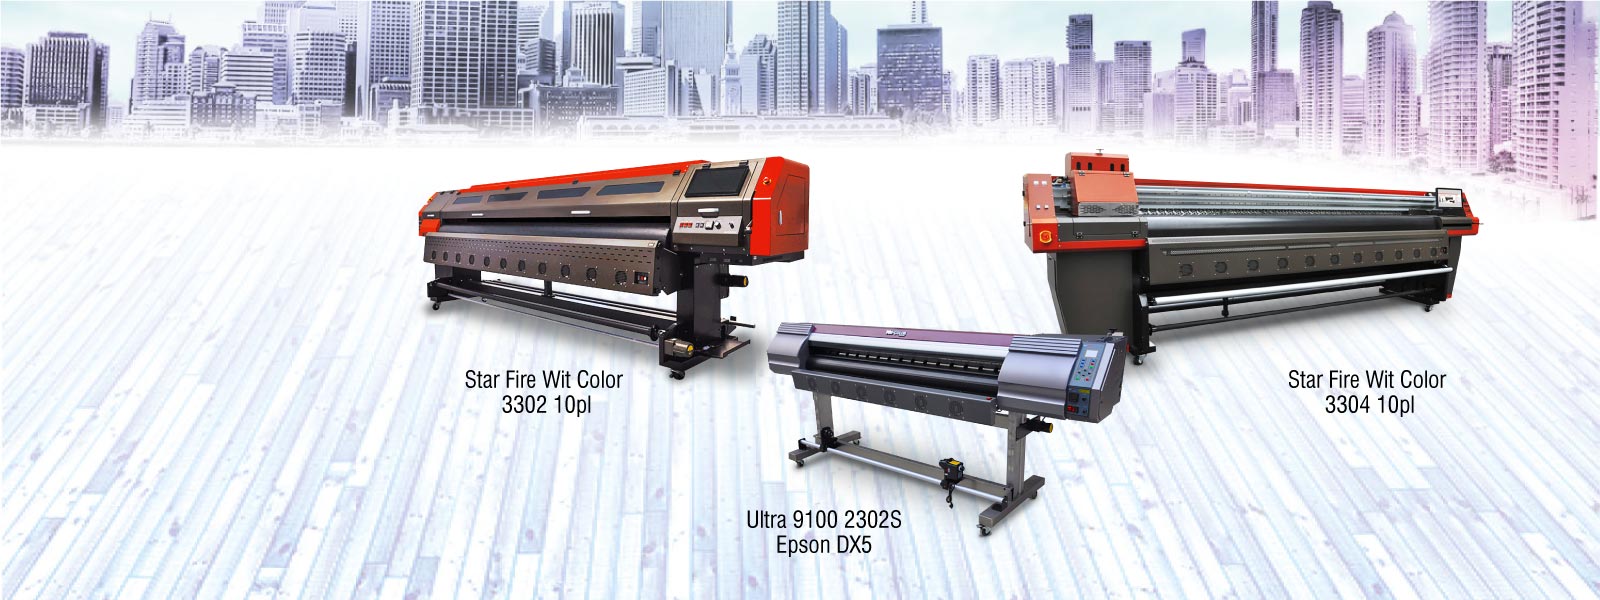 Star Fire Wit Color
3302 10pl
Star Fire Wit Color
3304 10pl
Ultra 9100 2302S
Epson DX5